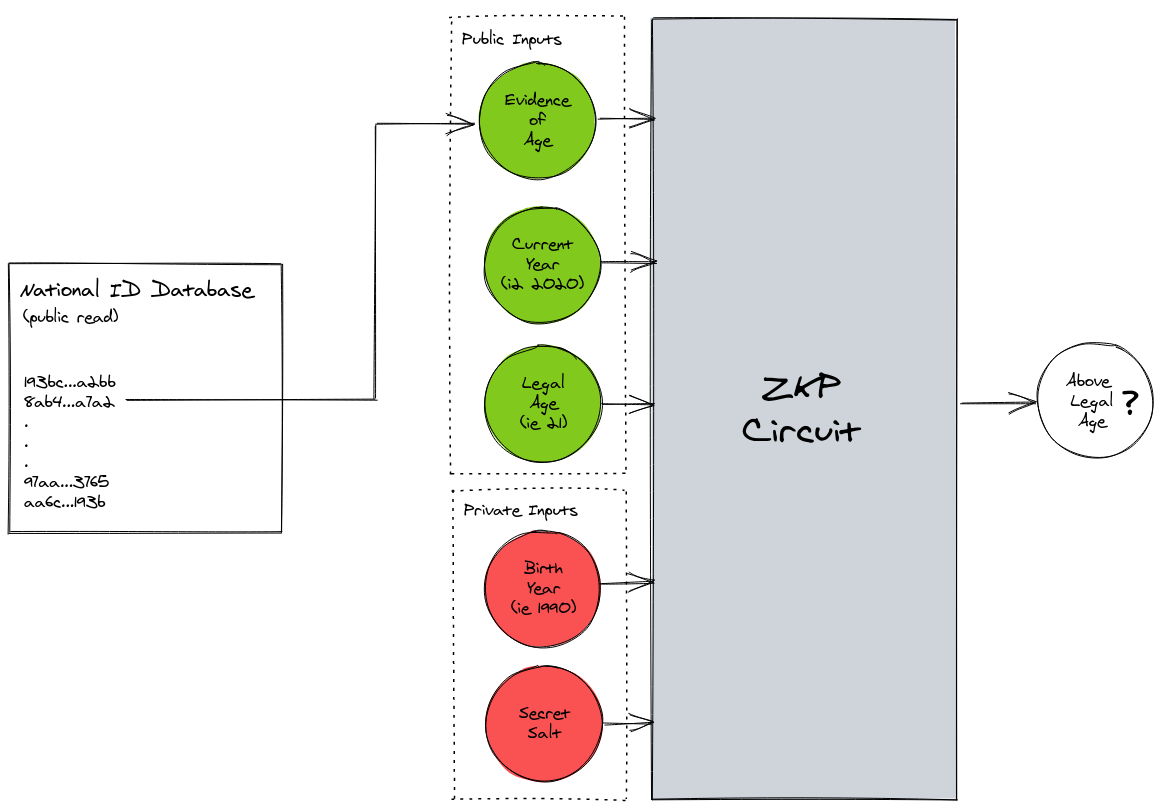 Public Inputs
Evidence
of
Age
Current
Year
(i2 2020)
Legal
Age
(ie 21)
National ID Database
(public read)
193bc...a2bb
8ab4...a7a2
.
.
.
97aa...3765
aa6c...193b
Private Inputs
Birth
Year
(ie 1990)
Secret
Salt
ZKP
Circuit
Above
Legal ?
Age